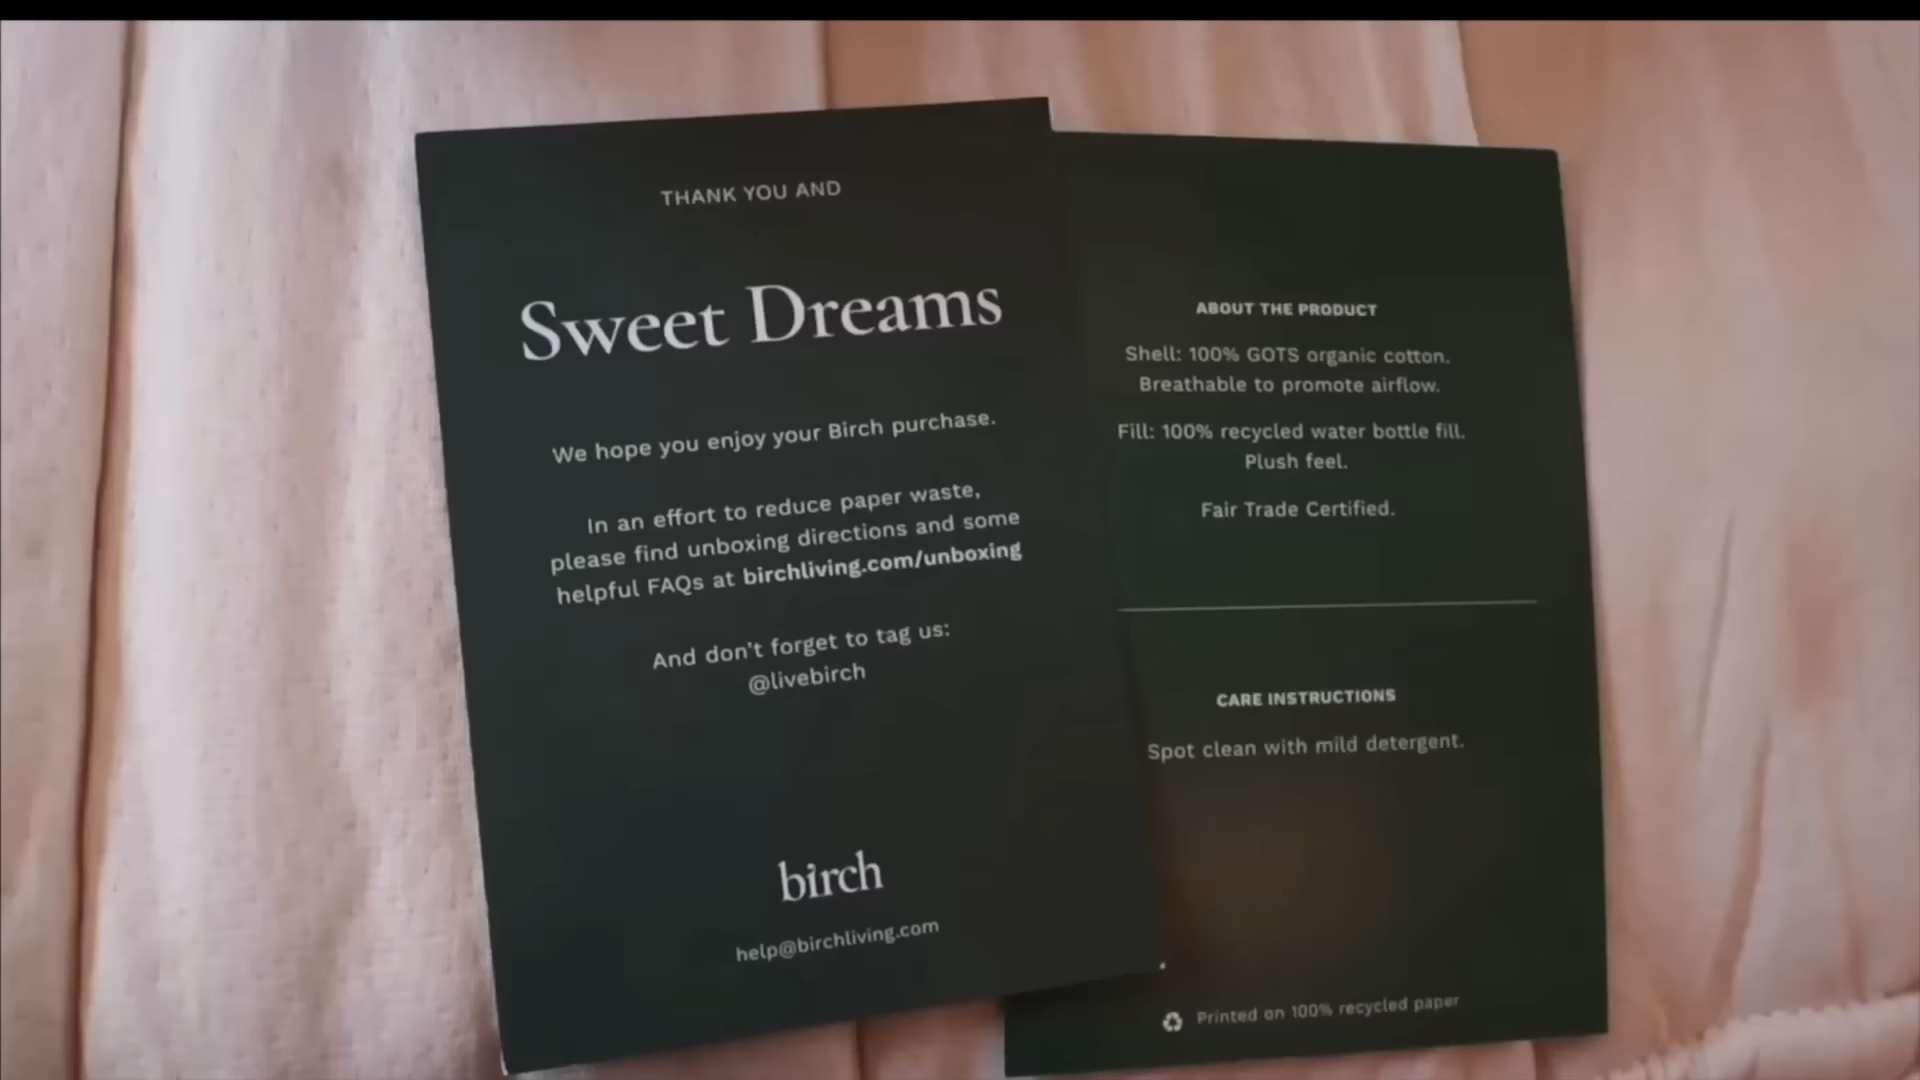 THANK YOU AND
Sweet Dreams
We hope you enjoy your Birch purchase.
In an effort to reduce paper waste,
please find unboxing directions and some
helpful FAQs at birchliving.com/unboxing
And don't forget to tag us:
@livebirch
birch
help@birchliving.com
ABOUT THE PRODUCT
Shell: 100% GOTS organic cotton.
Breathable to promote airflow.
Fill: 100% recycled water bottle fill.
Plush feel.
Fair Trade Certified.
CARE INSTRUCTIONS
Spot clean with mild detergent.
Printed on 100% recycled paper